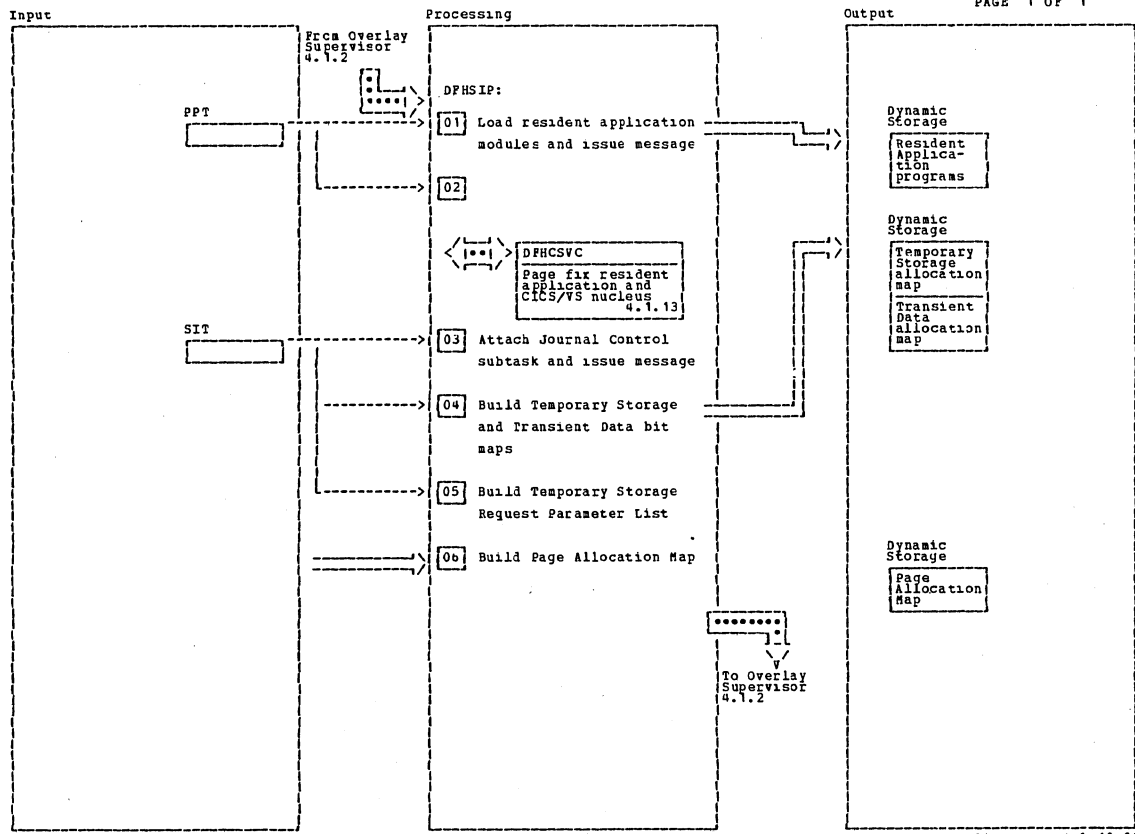 PAGE 1 OF 1
Input
Processing
Output
From Overlay
Supervisor
4.1.2
DFHSIP:
PPT
01 Load resident application
modules and issue message
Dynamic
Storage
Resident
Applica-
tion
programs
02
DFHCSVC
Page fix resident
application and
CICS/VS nucleus
4.1.13
Dynamic
Storage
Temporary
Storage
allocation
map
Transient
Data
allocation
map
SIT
03 Attach Journal Control
subtask and issue message
04 Build Temporary Storage
and Transient Data bit
maps
05 Build Temporary Storage
Request Parameter List
06 Build Page Allocation Map
Dynamic
Storage
Page
Allocation
Map
To Overlay
Supervisor
4.1.2